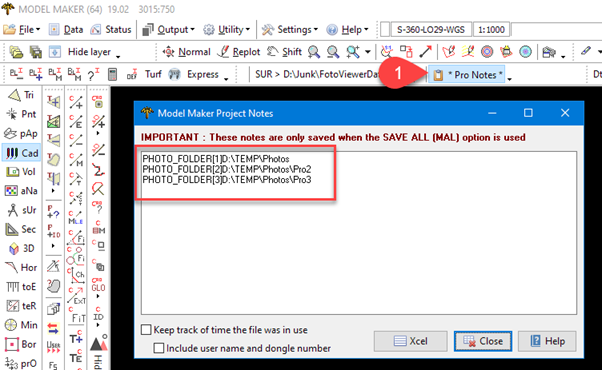 MODEL MAKER (64) 19.02 3015:750
Data Status Output Utility Photos Settings Help S-360-LO29-WGS 1:1000
Hide layer Normal Replot Shift
Turf Express SUR > D:\Junk\FotoViewerDa * Pro Notes *
1
Tri
Pnt
pAp
Cad
Vol
aNa
sUr
Sec
3D
Hor
toE
teR
Min
Bor
prO
Model Maker Project Notes
IMPORTANT : These notes are only saved when the SAVE ALL (MAL) option is used
PHOTO_FOLDER[1]D:\TEMP\Photos
PHOTO_FOLDER[2]D:\TEMP\Photos\Pro2
PHOTO_FOLDER[3]D:\TEMP\Photos\Pro3
Keep track of time the file was in use
Include user name and dongle number
Xcel Close Help